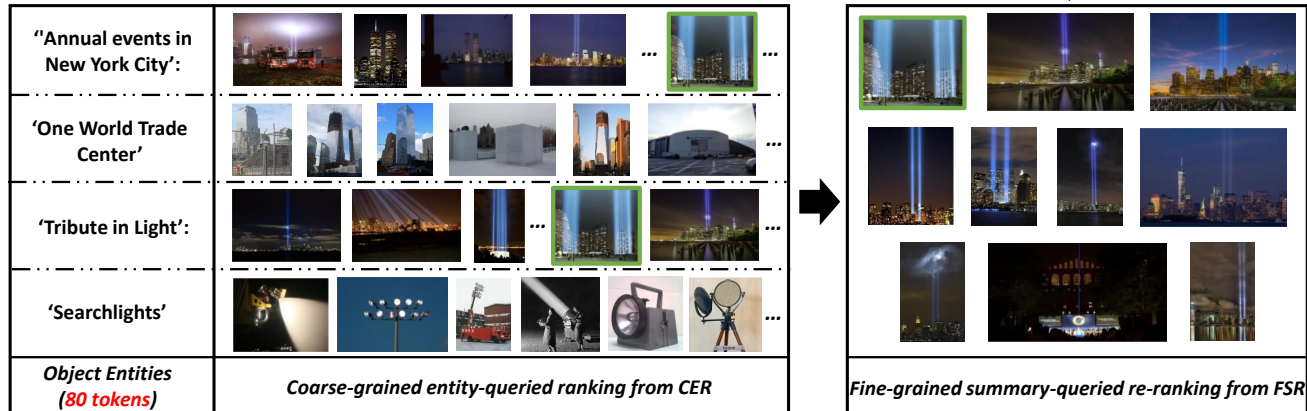 ''Annual events in
New York City':
...
...
'One World Trade
Center'
...
'Tribute in Light':
...
...
'Searchlights'
...
Object Entities
(80 tokens)
Coarse-grained entity-queried ranking from CER
Fine-grained summary-queried re-ranking from FSR